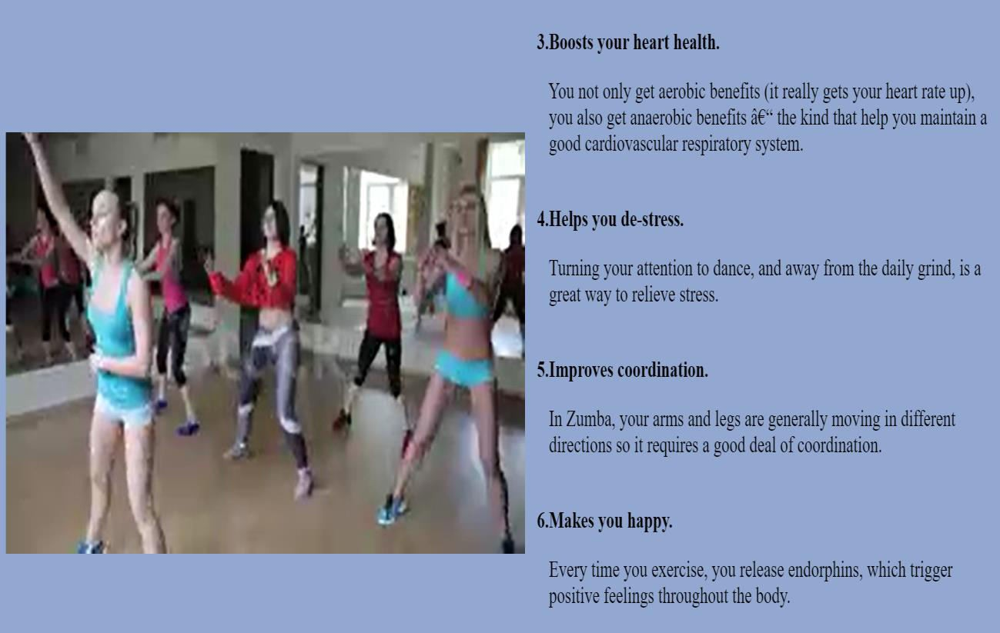 3.Boosts your heart health.
You not only get aerobic benefits (it really gets your heart rate up),
you also get anaerobic benefits â€“ the kind that help you maintain a
good cardiovascular respiratory system.
4.Helps you de-stress.
Turning your attention to dance, and away from the daily grind, is a
great way to relieve stress.
5.Improves coordination.
In Zumba, your arms and legs are generally moving in different
directions so it requires a good deal of coordination.
6.Makes you happy.
Every time you exercise, you release endorphins, which trigger
positive feelings throughout the body.